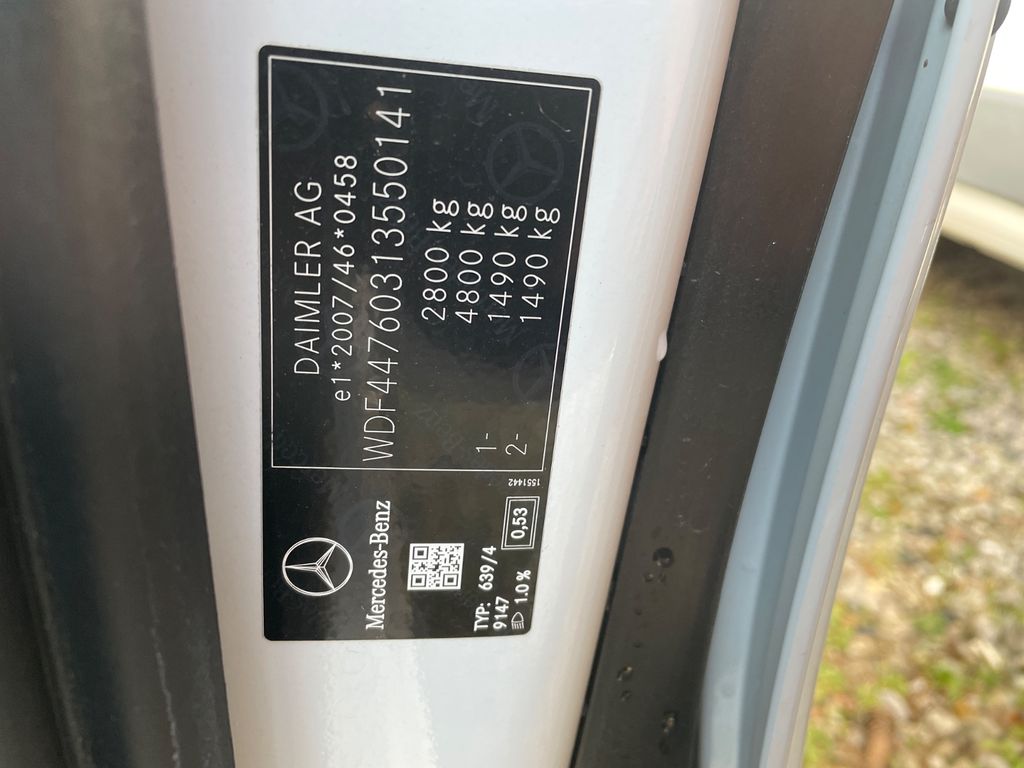 DAIMLER AG
e1*2007/46*0458
WDF44760313550141
2800 kg
4800 kg
1- 1490 kg
2- 1490 kg
Mercedes-Benz
TYP: 639/4
9147
1.0 %
0,53
1551442